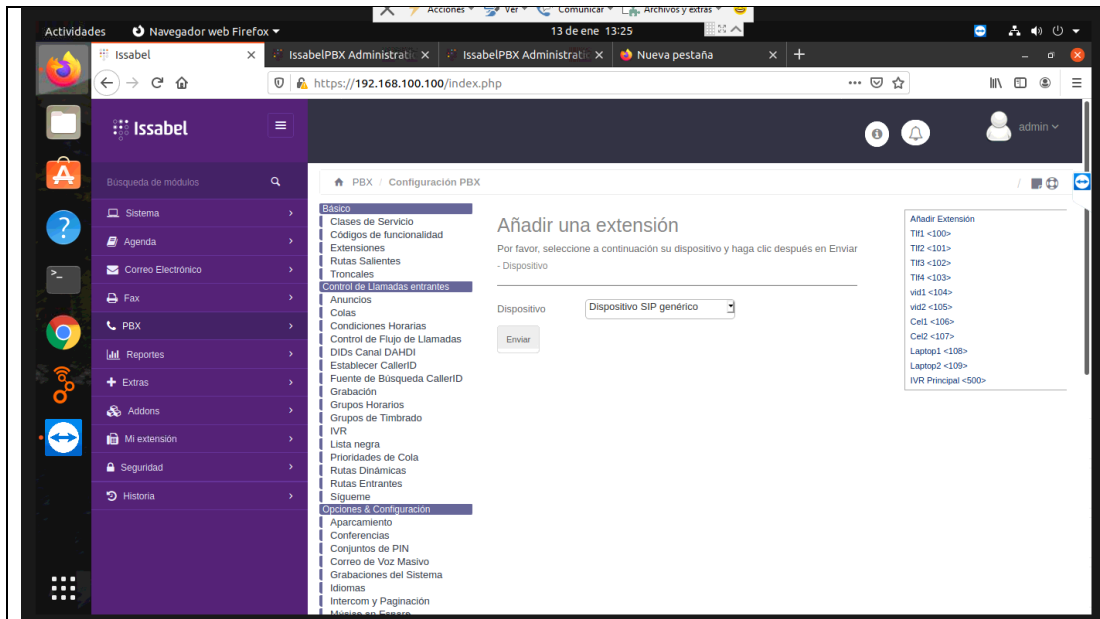 Acciones Ver Comunicar Archivos y extras
Actividades Navegador web Firefox 13 de ene 13:25
Issabel IssabelPBX Administratic IssabelPBX Administratic Nueva pestaña
https://192.168.100.100/index.php
Issabel
admin
Búsqueda de módulos
PBX / Configuración PBX /
Sistema
Agenda
Correo Electrónico
Fax
PBX
Reportes
Extras
Addons
Mi extensión
Seguridad
Historia
Básico
Clases de Servicio
Códigos de funcionalidad
Extensiones
Rutas Salientes
Troncales
Control de Llamadas entrantes
Anuncios
Colas
Condiciones Horarias
Control de Flujo de Llamadas
DIDs Canal DAHDI
Establecer CallerID
Fuente de Búsqueda CallerID
Grabación
Grupos Horarios
Grupos de Timbrado
IVR
Lista negra
Prioridades de Cola
Rutas Dinámicas
Rutas Entrantes
Sígueme
Opciones & Configuración
Aparcamiento
Conferencias
Conjuntos de PIN
Correo de Voz Masivo
Grabaciones del Sistema
Idiomas
Intercom y Paginación
Música en Espera
Añadir una extensión
Por favor, seleccione a continuación su dispositivo y haga clic después en Enviar
- Dispositivo
Dispositivo Dispositivo SIP genérico
Enviar
Añadir Extensión
Tlf1 <100>
Tlf2 <101>
Tlf3 <102>
Tlf4 <103>
vid1 <104>
vid2 <105>
Cel1 <106>
Cel2 <107>
Laptop1 <108>
Laptop2 <109>
IVR Principal <500>